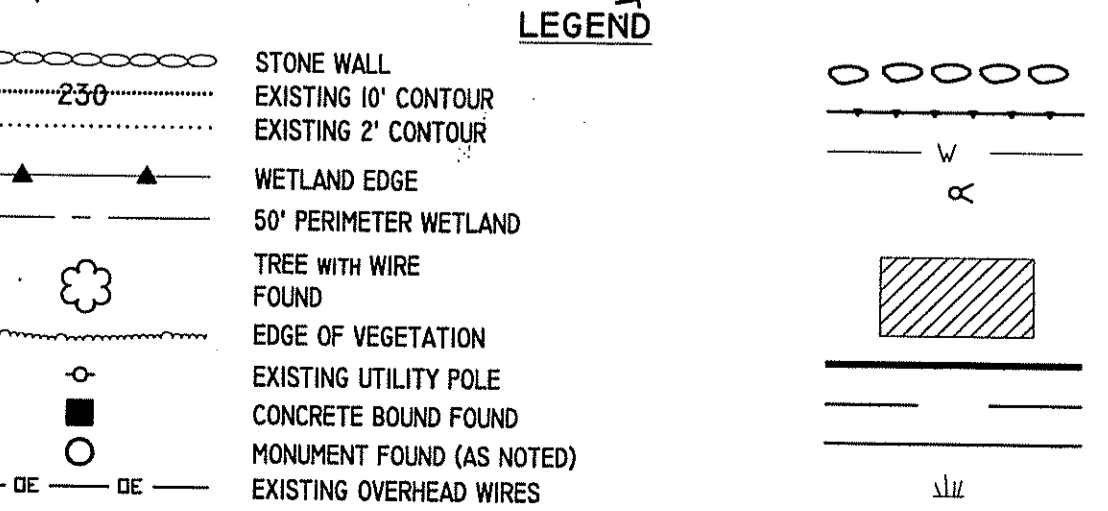 LEGEND
STONE WALL
230 EXISTING 10' CONTOUR
EXISTING 2' CONTOUR
W
WETLAND EDGE
50' PERIMETER WETLAND
TREE WITH WIRE
FOUND
EDGE OF VEGETATION
EXISTING UTILITY POLE
CONCRETE BOUND FOUND
MONUMENT FOUND (AS NOTED)
OE OE EXISTING OVERHEAD WIRES